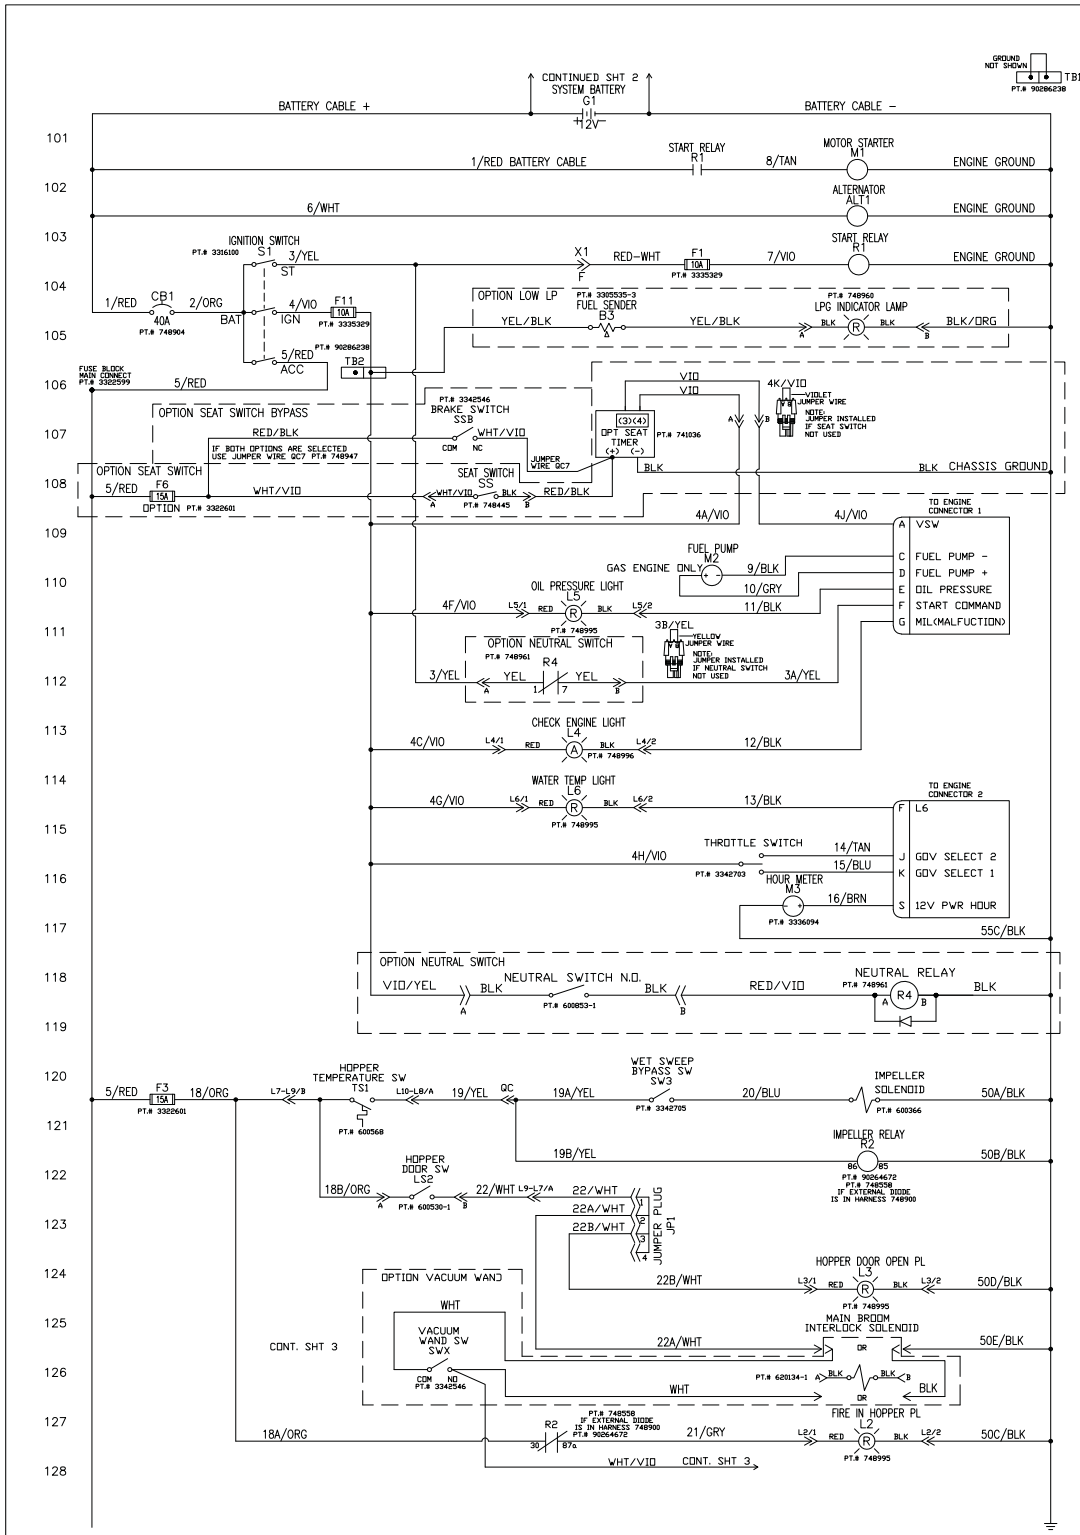 GROUND
NOT SHOWN
TB1
PT.# 90286238
CONTINUED SHT 2
SYSTEM BATTERY
G1
+ 12V -
BATTERY CABLE +
BATTERY CABLE -
101
1/RED BATTERY CABLE
START RELAY
R1
8/TAN
MOTOR STARTER
M1
ENGINE GROUND
102
6/WHT
ALTERNATOR
ALT1
ENGINE GROUND
103
IGNITION SWITCH
PT.# 3316100
S1
3/YEL
ST
X1
F
RED-WHT
F1
10A
PT.# 3335329
7/VIO
START RELAY
R1
ENGINE GROUND
104
1/RED
CB1
40A
PT.# 748904
2/ORG
BAT
4/VIO
IGN
F11
10A
PT.# 3335329
OPTION LOW LP
PT.# 3305535-3
FUEL SENDER
B3
YEL/BLK
YEL/BLK
PT.# 748960
LPG INDICATOR LAMP
A
BLK
R
BLK
B
BLK/ORG
105
5/RED
ACC
PT.# 90286238
TB2
FUSE BLOCK
MAIN CONNECT
PT.# 3322599
106
5/RED
VIO
VIO
4K/VIO
VIOLET
JUMPER WIRE
NOTE:
JUMPER INSTALLED
IF SEAT SWITCH
NOT USED
OPTION SEAT SWITCH BYPASS
PT.# 3342546
BRAKE SWITCH
SSB
107
RED/BLK
COM
NC
WHT/VIO
IF BOTH OPTIONS ARE SELECTED
USE JUMPER WIRE QC7 PT.# 748947
JUMPER
WIRE QC7
(3)(4)
OPT SEAT
TIMER
(+) (-)
PT.# 741036
A
B
BLK
BLK
CHASSIS GROUND
OPTION SEAT SWITCH
108
5/RED
F6
15A
OPTION
PT.# 3322601
WHT/VIO
SEAT SWITCH
SS
A
WHT/VIO
BLK
B
PT.# 748445
RED/BLK
109
4A/VIO
4J/VIO
TO ENGINE
CONNECTOR 1
A VSW
C FUEL PUMP -
D FUEL PUMP +
E OIL PRESSURE
F START COMMAND
G MIL(MALFUCTION)
FUEL PUMP
M2
GAS ENGINE ONLY
+ -
9/BLK
10/GRY
110
OIL PRESSURE LIGHT
4F/VIO
L5/1
RED
L5
R
BLK
L5/2
11/BLK
PT.# 748995
111
OPTION NEUTRAL SWITCH
PT.# 748961
3B/YEL
YELLOW
JUMPER WIRE
NOTE:
JUMPER INSTALLED
IF NEUTRAL SWITCH
NOT USED
112
3/YEL
A
YEL
R4
1
7
YEL
B
3A/YEL
113
CHECK ENGINE LIGHT
4C/VIO
L4/1
RED
L4
A
BLK
L4/2
12/BLK
PT.# 748996
114
WATER TEMP LIGHT
4G/VIO
L6/1
RED
L6
R
BLK
L6/2
13/BLK
PT.# 748995
TO ENGINE
CONNECTOR 2
F L6
J GOV SELECT 2
K GOV SELECT 1
S 12V PWR HOUR
115
4H/VIO
THROTTLE SWITCH
PT.# 3342703
14/TAN
15/BLU
116
HOUR METER
M3
- +
16/BRN
PT.# 3336094
117
55C/BLK
OPTION NEUTRAL SWITCH
118
VIO/YEL
A
BLK
NEUTRAL SWITCH N.O.
PT.# 600853-1
BLK
B
RED/VIO
NEUTRAL RELAY
PT.# 748961
A
R4
B
BLK
119
120
5/RED
F3
15A
PT.# 3322601
18/ORG
L7-L9/B
HOPPER
TEMPERATURE SW
TS1
PT.# 600568
L10-L8/A
19/YEL
QC
19A/YEL
WET SWEEP
BYPASS SW
SW3
PT.# 3342705
20/BLU
IMPELLER
SOLENOID
PT.# 600366
50A/BLK
121
19B/YEL
IMPELLER RELAY
R2
86
85
PT.# 90264672
PT.# 748558
IF EXTERNAL DIODE
IS IN HARNESS 748900
50B/BLK
122
18B/ORG
A
HOPPER
DOOR SW
LS2
PT.# 600530-1
B
22/WHT
L9-L7/A
22/WHT
22A/WHT
22B/WHT
1
2
3
4
JUMPER PLUG
JP1
123
124
HOPPER DOOR OPEN PL
22B/WHT
L3/1
RED
L3
R
BLK
L3/2
50D/BLK
PT.# 748995
OPTION VACUUM WAND
WHT
125
CONT. SHT 3
VACUUM
WAND SW
SWX
COM
NO
PT.# 3342546
22A/WHT
MAIN BROOM
INTERLOCK SOLENOID
OR
50E/BLK
126
PT.# 620134-1
A
BLK
BLK
B
OR
WHT
BLK
127
18A/ORG
PT.# 748558
IF EXTERNAL DIODE
IS IN HARNESS 748900
PT.# 90264672
R2
30
87a
21/GRY
FIRE IN HOPPER PL
L2/1
RED
L2
R
BLK
L2/2
50C/BLK
PT.# 748995
128
WHT/VIO
CONT. SHT 3